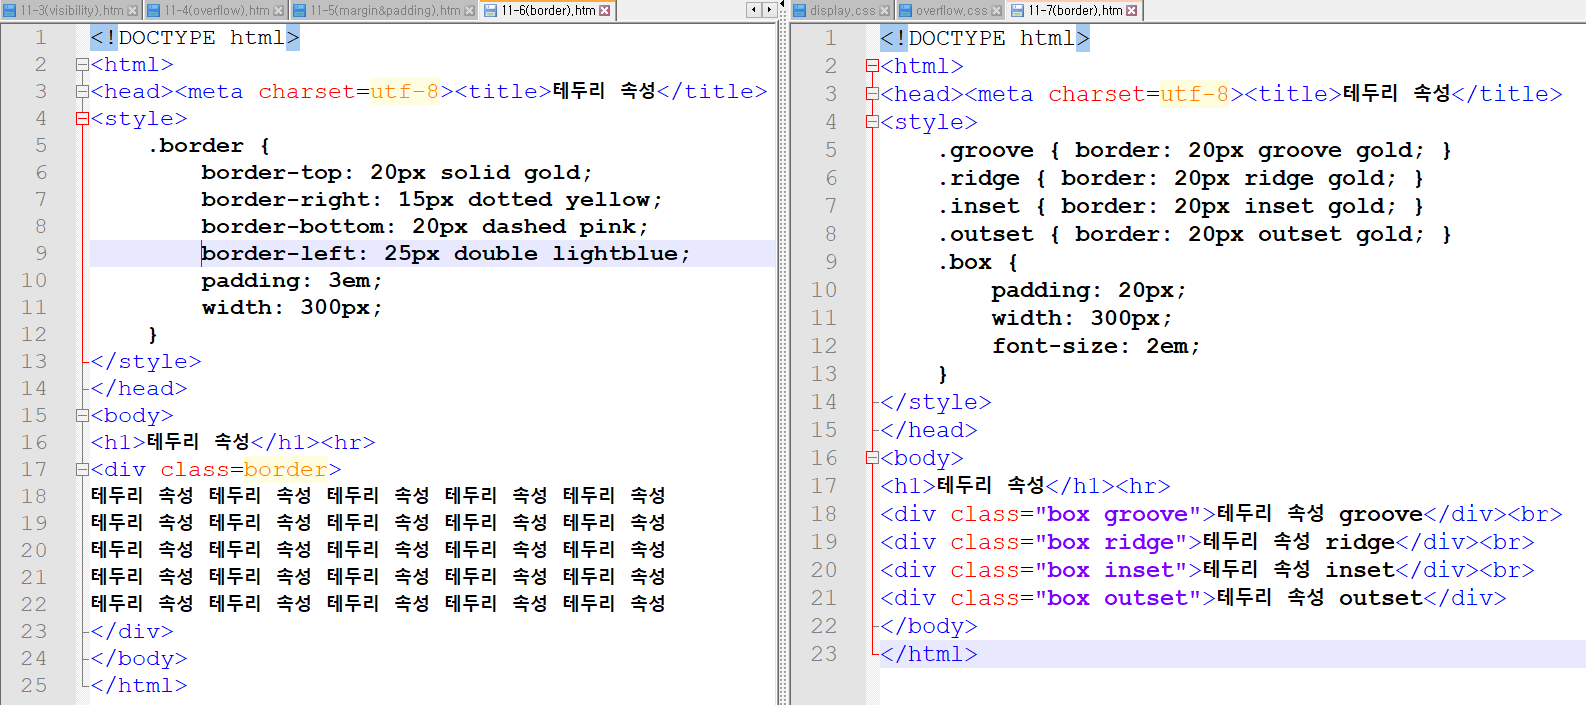 11-3(visibility).htm 11-4(overflow).htm 11-5(margin&padding).htm 11-6(border).htm
1 <!DOCTYPE html>
2 <html>
3 <head><meta charset=utf-8><title>테두리 속성</title>
4 <style>
5 .border {
6 border-top: 20px solid gold;
7 border-right: 15px dotted yellow;
8 border-bottom: 20px dashed pink;
9 border-left: 25px double lightblue;
10 padding: 3em;
11 width: 300px;
12 }
13 </style>
14 </head>
15 <body>
16 <h1>테두리 속성</h1><hr>
17 <div class=border>
18 테두리 속성 테두리 속성 테두리 속성 테두리 속성 테두리 속성
19 테두리 속성 테두리 속성 테두리 속성 테두리 속성 테두리 속성
20 테두리 속성 테두리 속성 테두리 속성 테두리 속성 테두리 속성
21 테두리 속성 테두리 속성 테두리 속성 테두리 속성 테두리 속성
22 테두리 속성 테두리 속성 테두리 속성 테두리 속성 테두리 속성
23 </div>
24 </body>
25 </html>
display.css overflow.css 11-7(border).htm
1 <!DOCTYPE html>
2 <html>
3 <head><meta charset=utf-8><title>테두리 속성</title>
4 <style>
5 .groove { border: 20px groove gold; }
6 .ridge { border: 20px ridge gold; }
7 .inset { border: 20px inset gold; }
8 .outset { border: 20px outset gold; }
9 .box {
10 padding: 20px;
11 width: 300px;
12 font-size: 2em;
13 }
14 </style>
15 </head>
16 <body>
17 <h1>테두리 속성</h1><hr>
18 <div class="box groove">테두리 속성 groove</div><br>
19 <div class="box ridge">테두리 속성 ridge</div><br>
20 <div class="box inset">테두리 속성 inset</div><br>
21 <div class="box outset">테두리 속성 outset</div>
22 </body>
23 </html>